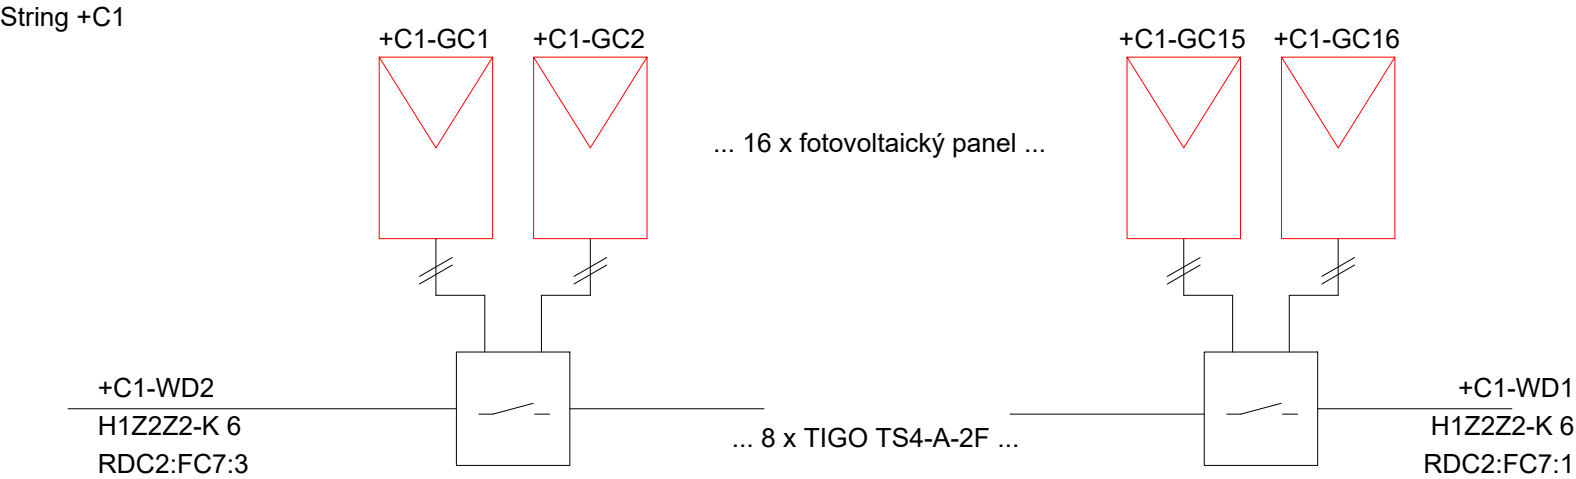 String +C1
+C1-GC1
+C1-GC2
+C1-GC15
+C1-GC16
... 16 x fotovoltaický panel ...
+C1-WD2
H1Z2Z2-K 6
RDC2:FC7:3
... 8 x TIGO TS4-A-2F ...
+C1-WD1
H1Z2Z2-K 6
RDC2:FC7:1